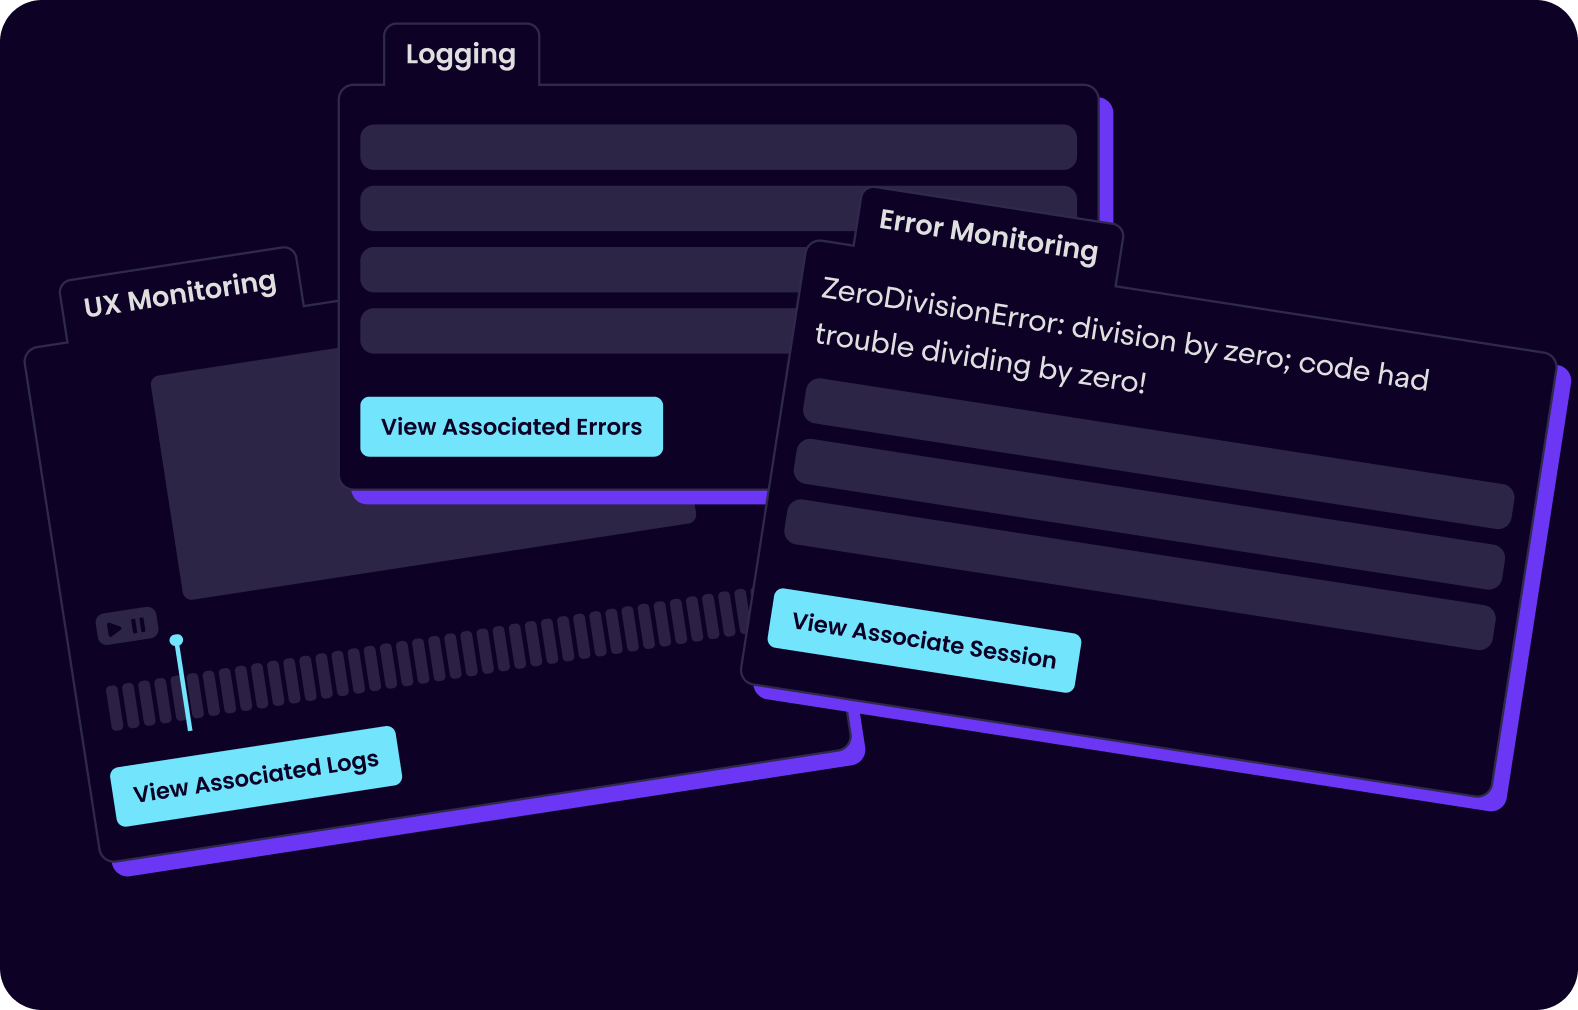 Logging
View Associated Errors
UX Monitoring
View Associated Logs
Error Monitoring
ZeroDivisionError: division by zero; code had
trouble dividing by zero!
View Associate Session